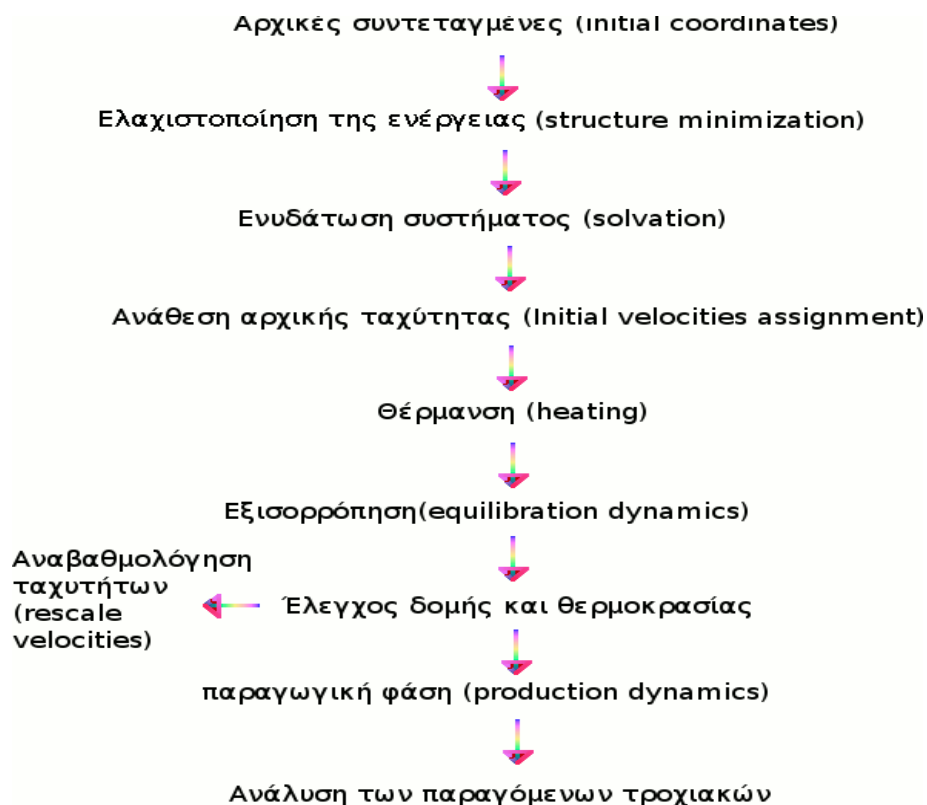 Αρχικές συντεταγμένες (initial coordinates)
Ελαχιστοποίηση της ενέργειας (structure minimization)
Ενυδάτωση συστήματος (solvation)
Ανάθεση αρχικής ταχύτητας (Initial velocities assignment)
Θέρμανση (heating)
Εξισορρόπηση(equilibration dynamics)
Αναβαθμολόγηση
ταχυτήτων
(rescale
velocities)
Έλεγχος δομής και θερμοκρασίας
παραγωγική φάση (production dynamics)
Ανάλυση των παραγόμενων τροχιακών